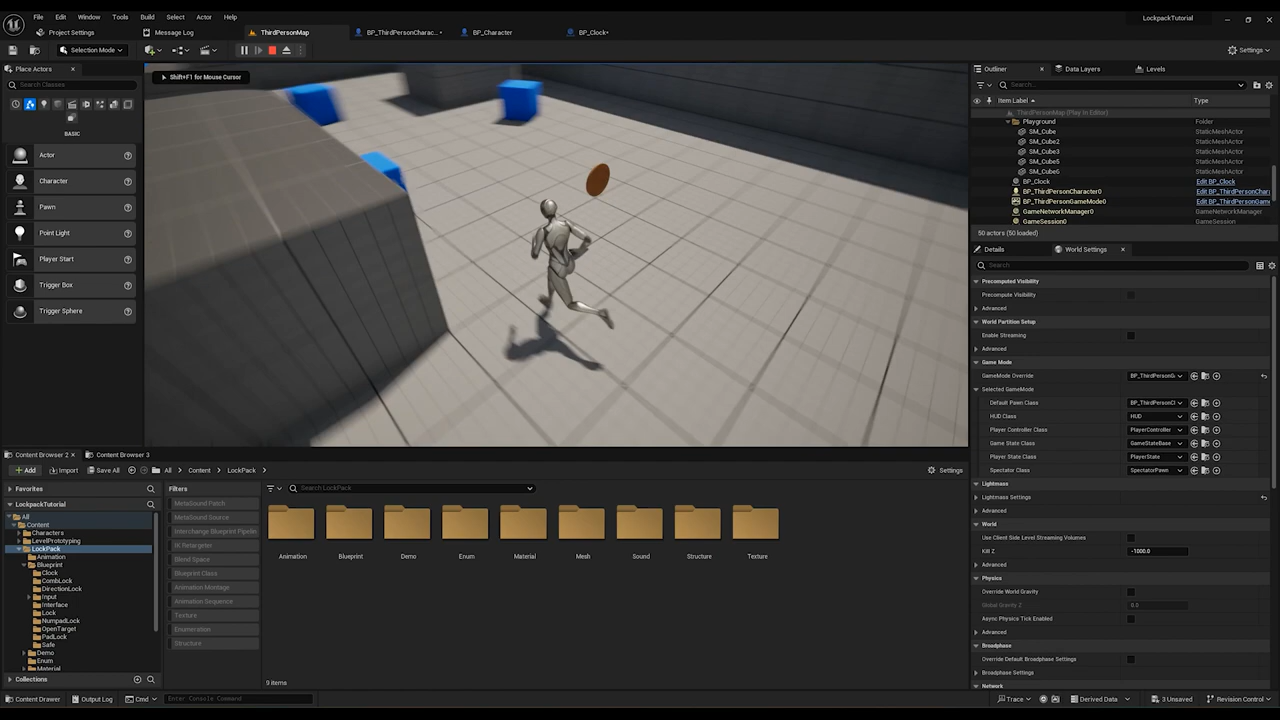 File Edit Window Tools Build Select Actor Help
LockpackTutorial
Project Settings Message Log ThirdPersonMap BP_ThirdPersonCharac..• BP_Character BP_Clock•
Selection Mode
Settings
Place Actors
Search Classes
BASIC
Actor
Character
Pawn
Point Light
Player Start
Trigger Box
Trigger Sphere
Shift+F1 for Mouse Cursor
Outliner Data Layers Levels
Search...
Item Label Type
ThirdPersonMap (Play In Editor)
Playground Folder
SM_Cube StaticMeshActor
SM_Cube2 StaticMeshActor
SM_Cube3 StaticMeshActor
SM_Cube5 StaticMeshActor
SM_Cube6 StaticMeshActor
BP_Clock Edit BP_Clock
BP_ThirdPersonCharacter0 Edit BP_ThirdPersonChar
BP_ThirdPersonGameMode0 Edit BP_ThirdPersonGame
GameNetworkManager0 GameNetworkManager
GameSession0 GameSession
50 actors (50 loaded)
Details World Settings
Search
Precomputed Visibility
Precompute Visibility
Advanced
World Partition Setup
Enable Streaming
Advanced
Game Mode
GameMode Override BP_ThirdPersonG
Selected GameMode
Default Pawn Class BP_ThirdPersonCl
HUD Class HUD
Player Controller Class PlayerController
Game State Class GameStateBase
Player State Class PlayerState
Spectator Class SpectatorPawn
Lightmass
Lightmass Settings
Advanced
World
Use Client Side Level Streaming Volumes
Kill Z -1000.0
Advanced
Physics
Override World Gravity
Global Gravity Z 0.0
Async Physics Tick Enabled
Advanced
Broadphase
Override Default Broadphase Settings
Broadphase Settings
Network
Content Browser 2 Content Browser 3
Add Import Save All All Content LockPack Settings
Favorites
LockpackTutorial
All
Content
Characters
LevelPrototyping
LockPack
Animation
Blueprint
Clock
CombLock
DirectionLock
Input
Interface
Lock
NumpadLock
OpenTarget
PadLock
Safe
Demo
Enum
Material
Collections
Filters
MetaSound Patch
MetaSound Source
Interchange Blueprint Pipelin
IK Retargeter
Blend Space
Blueprint Class
Animation Montage
Animation Sequence
Texture
Enumeration
Structure
Search LockPack
Animation Blueprint Demo Enum Material Mesh Sound Structure Texture
9 items
Content Drawer Output Log Cmd Enter Console Command Trace Derived Data 3 Unsaved Revision Control